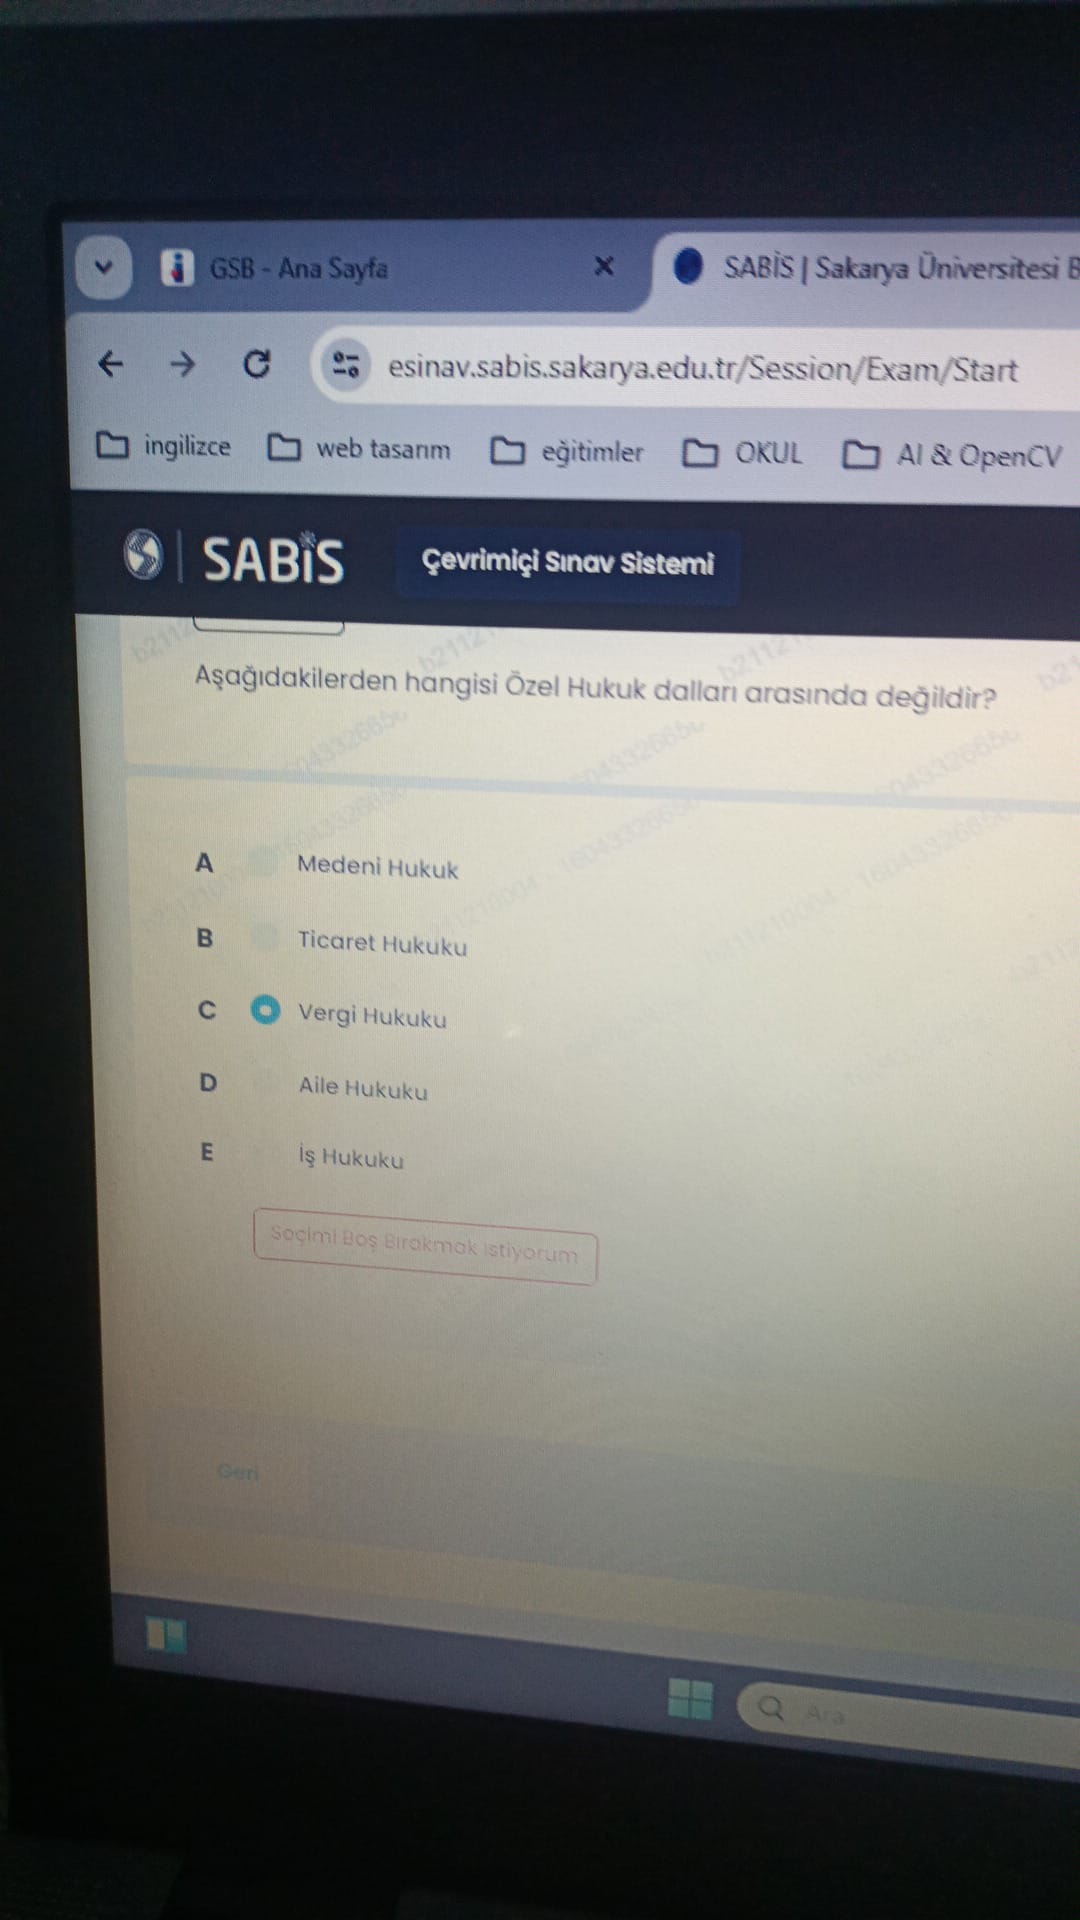 GSB - Ana Sayfa
SABİS | Sakarya Üniversitesi B
esinav.sabis.sakarya.edu.tr/Session/Exam/Start
ingilizce web tasarım eğitimler OKUL AI & OpenCV
SABİS Çevrimiçi Sınav Sistemi
Aşağıdakilerden hangisi Özel Hukuk dalları arasında değildir?
A Medeni Hukuk
B Ticaret Hukuku
C Vergi Hukuku
D Aile Hukuku
E İş Hukuku
Seçimi Boş Bırakmak İstiyorum
Geri
Ara